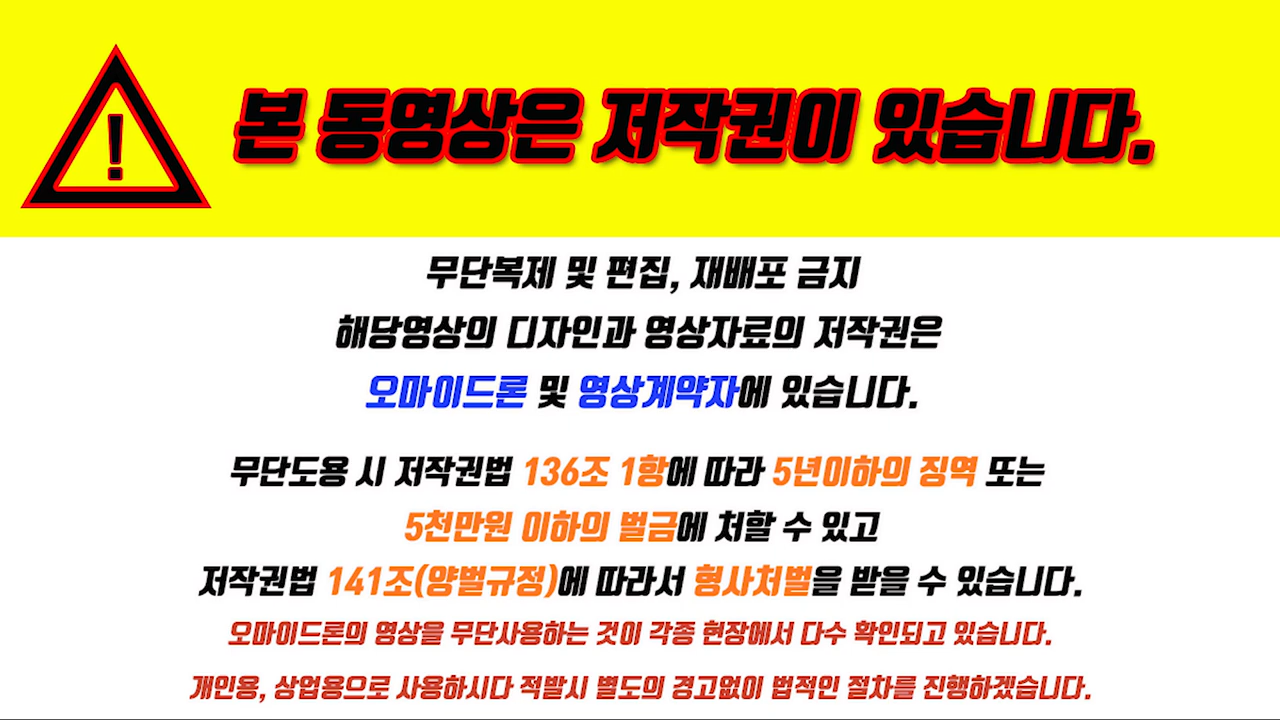 !
본 동영상은 저작권이 있습니다.
무단복제 및 편집, 재배포 금지
해당영상의 디자인과 영상자료의 저작권은
오마이드론 및 영상계약자에 있습니다.
무단도용 시 저작권법 136조 1항에 따라 5년이하의 징역 또는
5천만원 이하의 벌금에 처할 수 있고
저작권법 141조(양벌규정)에 따라서 형사처벌을 받을 수 있습니다.
오마이드론의 영상을 무단사용하는 것이 각종 현장에서 다수 확인되고 있습니다.
개인용, 상업용으로 사용하시다 적발시 별도의 경고없이 법적인 절차를 진행하겠습니다.